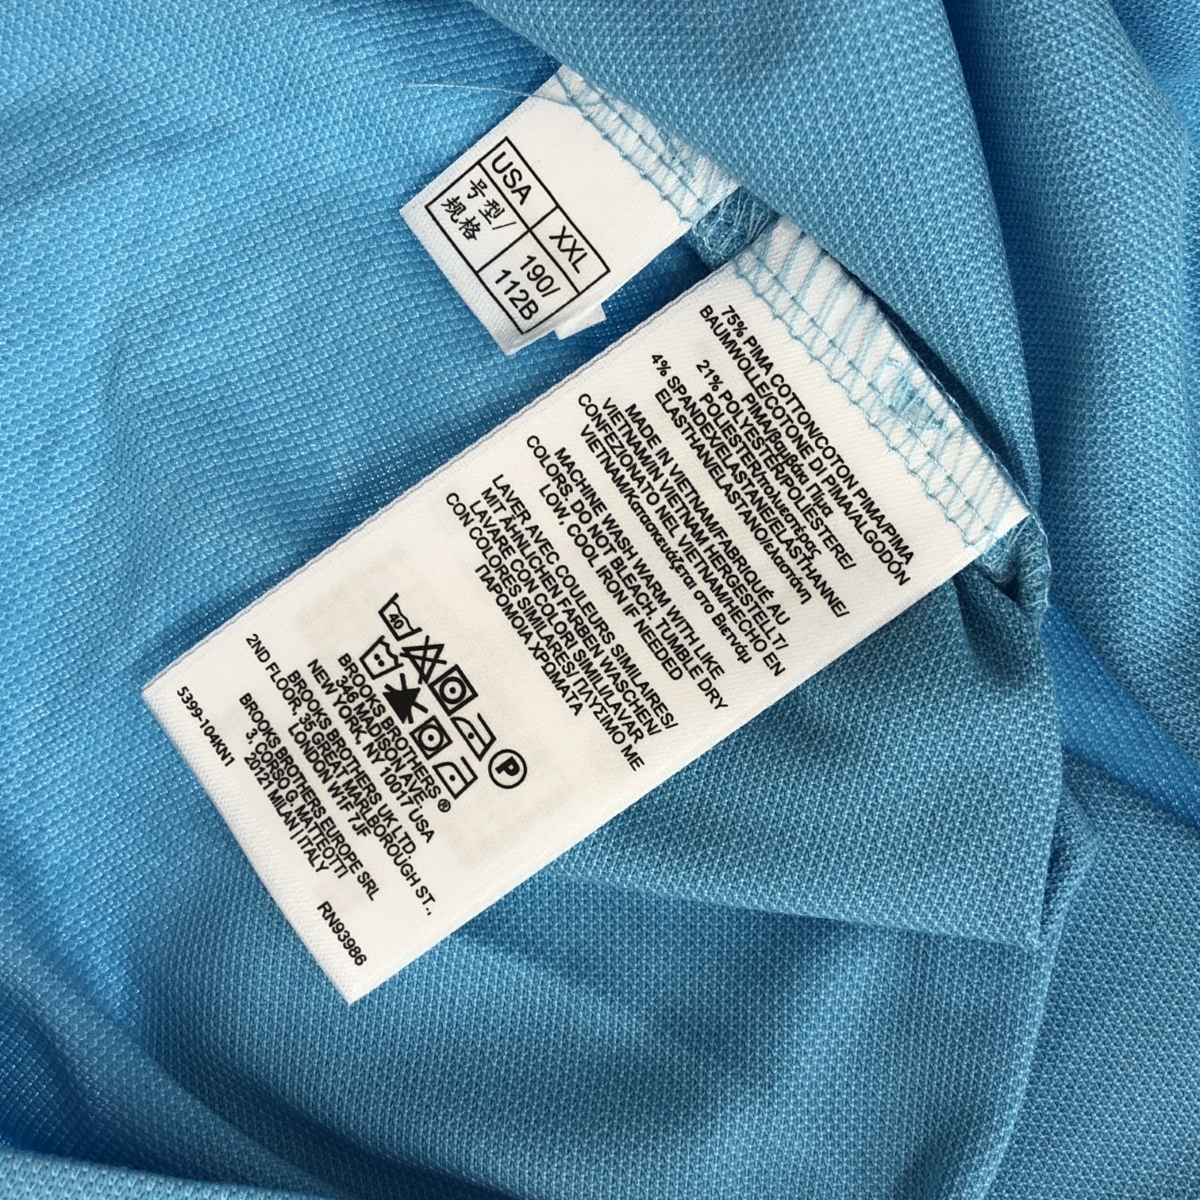 USA XXL
号型/ 190/
规格 112B
75% PIMA COTTON/COTON PIMA/PIMA
BAUMWOLLE/COTONE DI PIMA/ALGODÓN
PIMA/βαμβάκι Πίμα
21% POLYESTER/POLIESTERE/
POLIÉSTER/πολυεστέρας
4% SPANDEX/ELASTANE/ELASTHANNE/
ELASTHAN/ELASTANO/ελαστάνη
MADE IN VIETNAM/FABRIQUÉ AU
VIETNAM/IN VIETNAM HERGESTELLT/
CONFEZIONATO NEL VIETNAM/HECHO EN
VIETNAM/Κατασκευάζεται στο Βιετνάμ
MACHINE WASH WARM WITH LIKE
COLORS. DO NOT BLEACH. TUMBLE DRY
LOW, COOL IRON IF NEEDED
LAVER AVEC COULEURS SIMILAIRES/
MIT ÄHNLICHEN FARBEN WASCHEN/
LAVARE CON COLORI SIMILI/LAVAR
CON COLORES SIMILARES/ΠΛΥΣΙΜΟ ΜΕ
ΠΑΡΟΜΟΙΑ ΧΡΩΜΑΤΑ
40
P
BROOKS BROTHERS ®
346 MADISON AVE.
NEW YORK, NY 10017 USA
BROOKS BROTHERS UK LTD.
2ND FLOOR, 35 GREAT MARLBOROUGH ST.,
LONDON W1F 7JF
BROOKS BROTHERS EUROPE SRL
3, CORSO G. MATTEOTTI
20121 MILAN | ITALY
5399-104KN1 RN93986